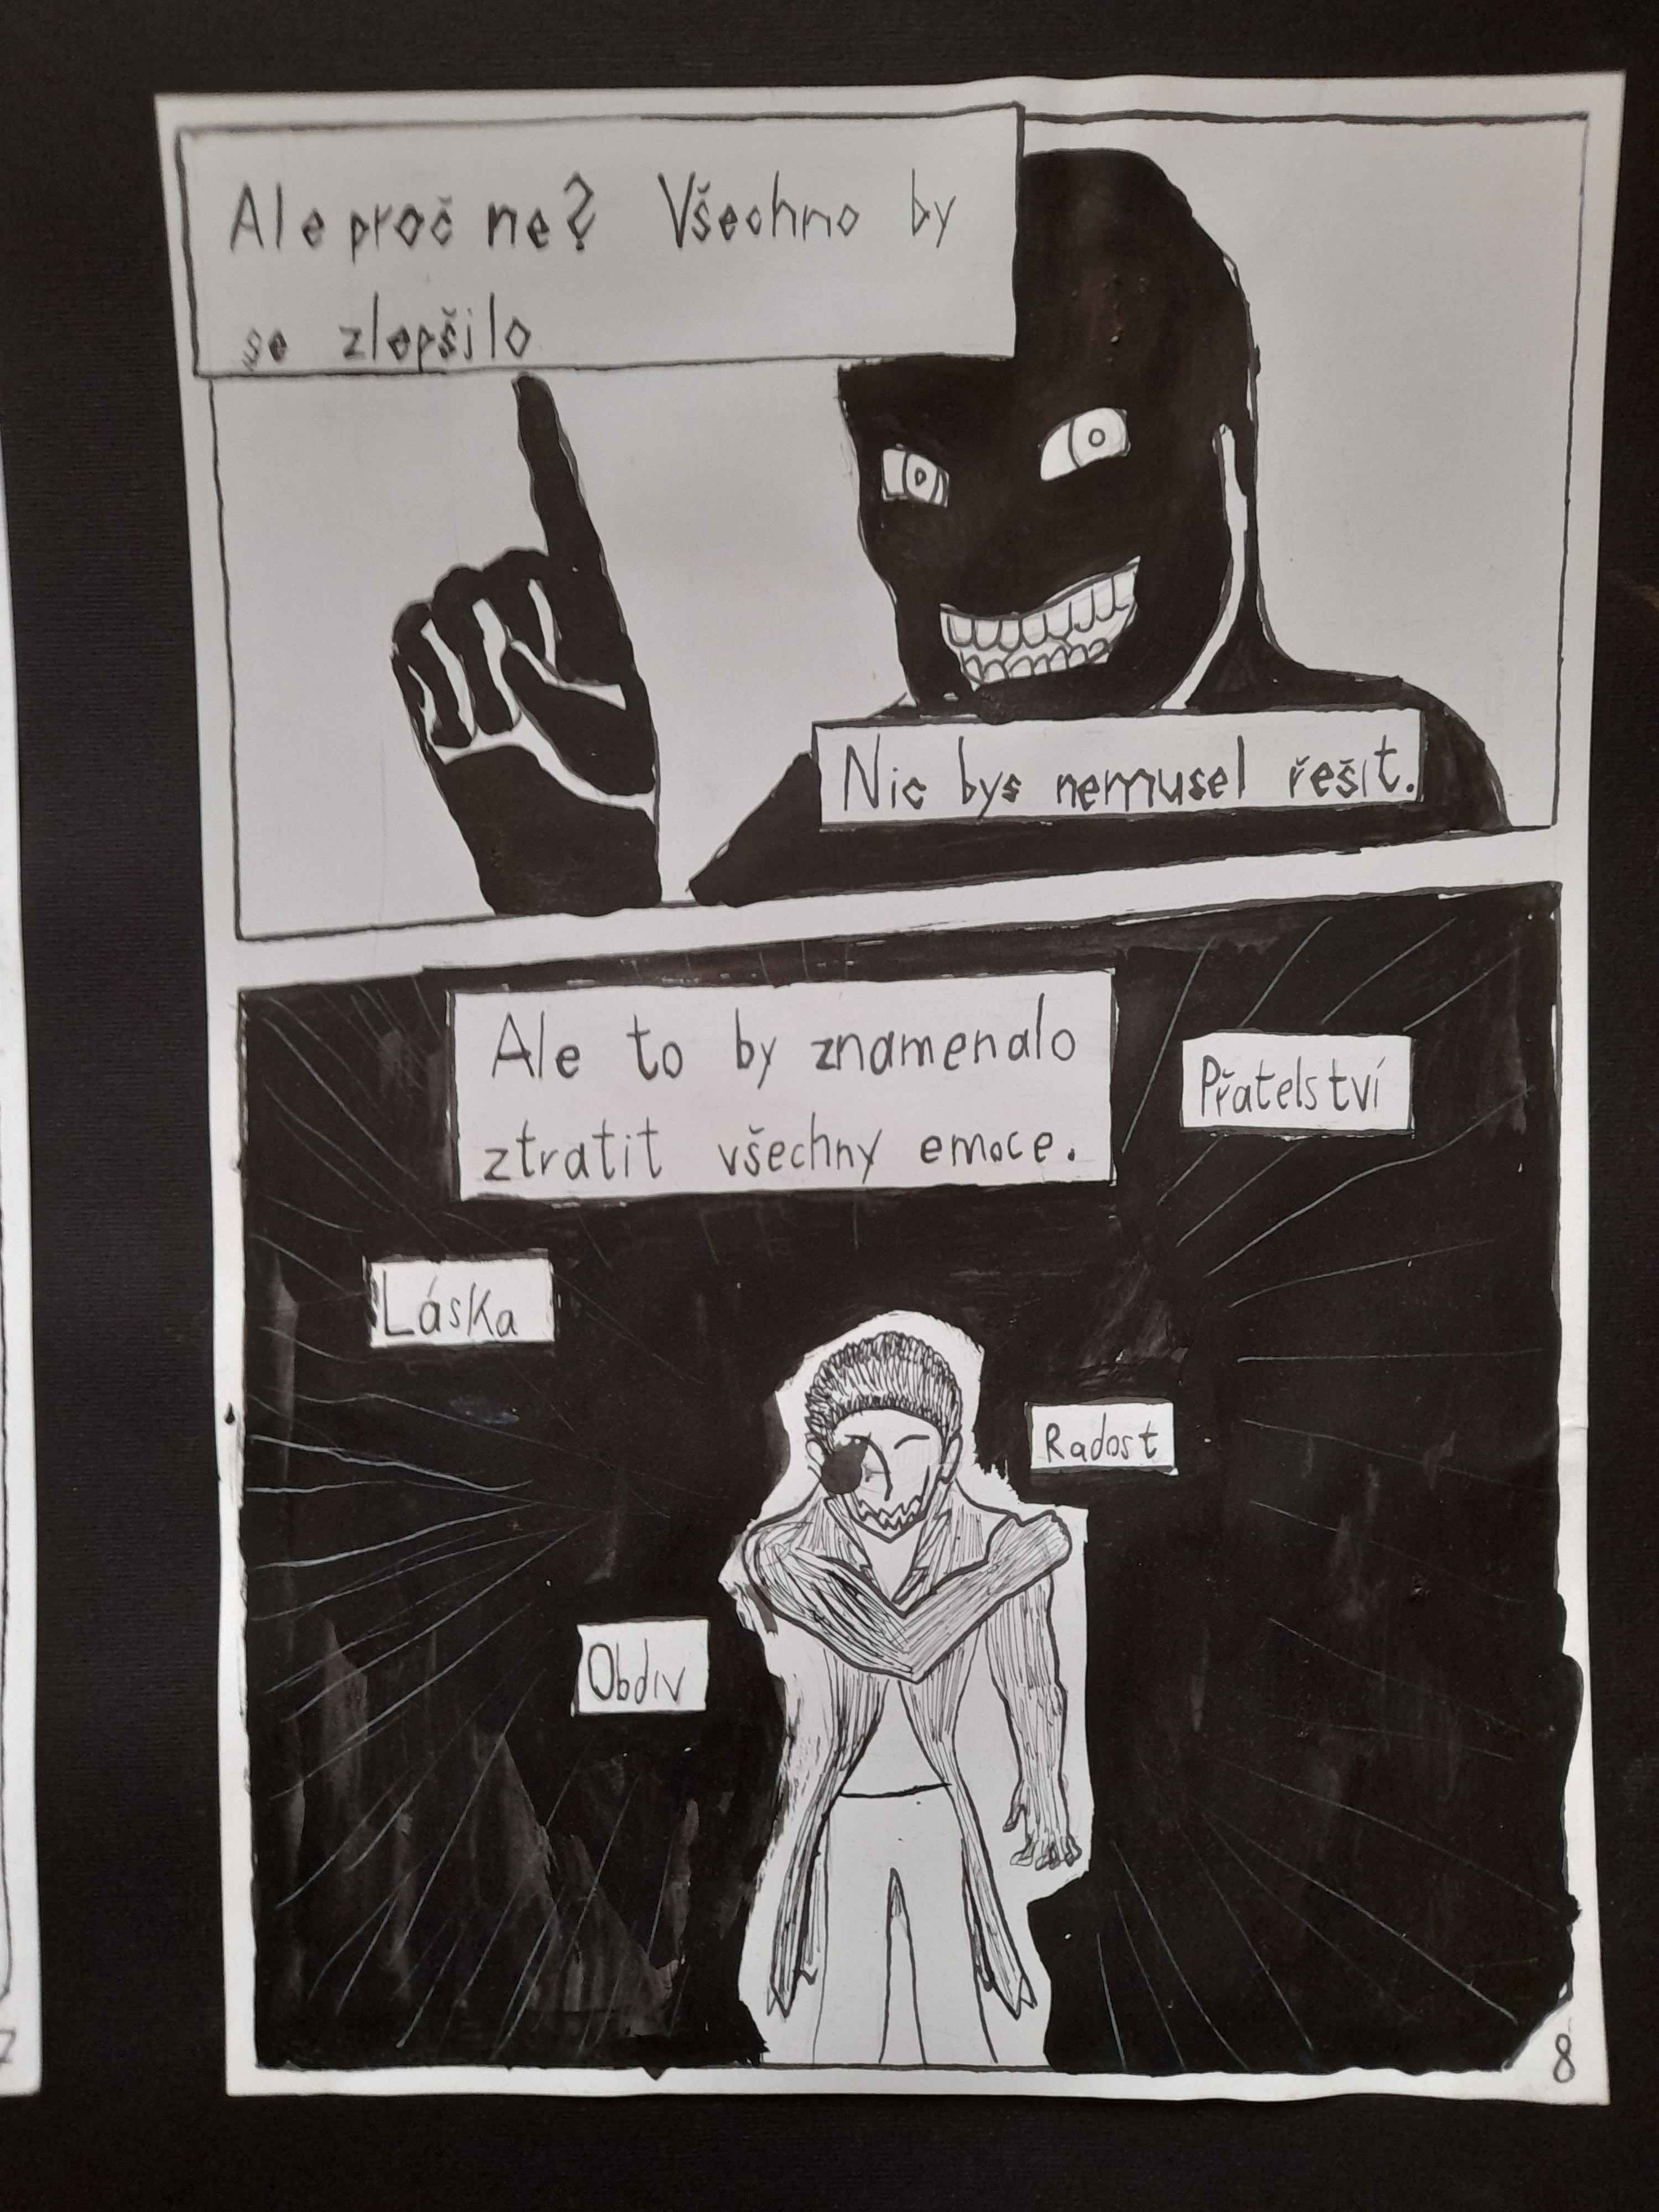 Ale proč ne? Všechno by
se zlepšilo
Nic bys nemusel řešit.
Ale to by znamenalo
ztratit všechny emoce.
Přatelství
Láska
Radost
Obdiv
8
7